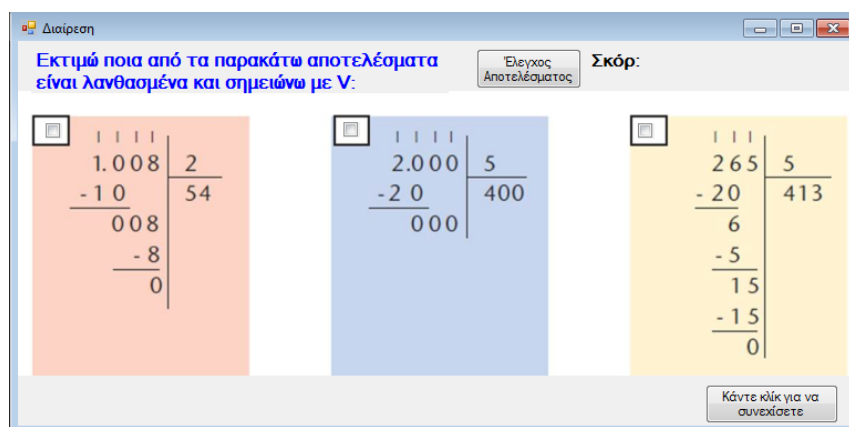 Διαίρεση
Εκτιμώ ποια από τα παρακάτω αποτελέσματα
είναι λανθασμένα και σημειώνω με V:
Έλεγχος
Αποτελέσματος
Σκόρ:
1.008 2
-10 54
008
-8
0
2.000 5
-20 400
000
265 5
-20 413
6
-5
15
-15
0
Κάντε κλίκ για να
συνεχίσετε